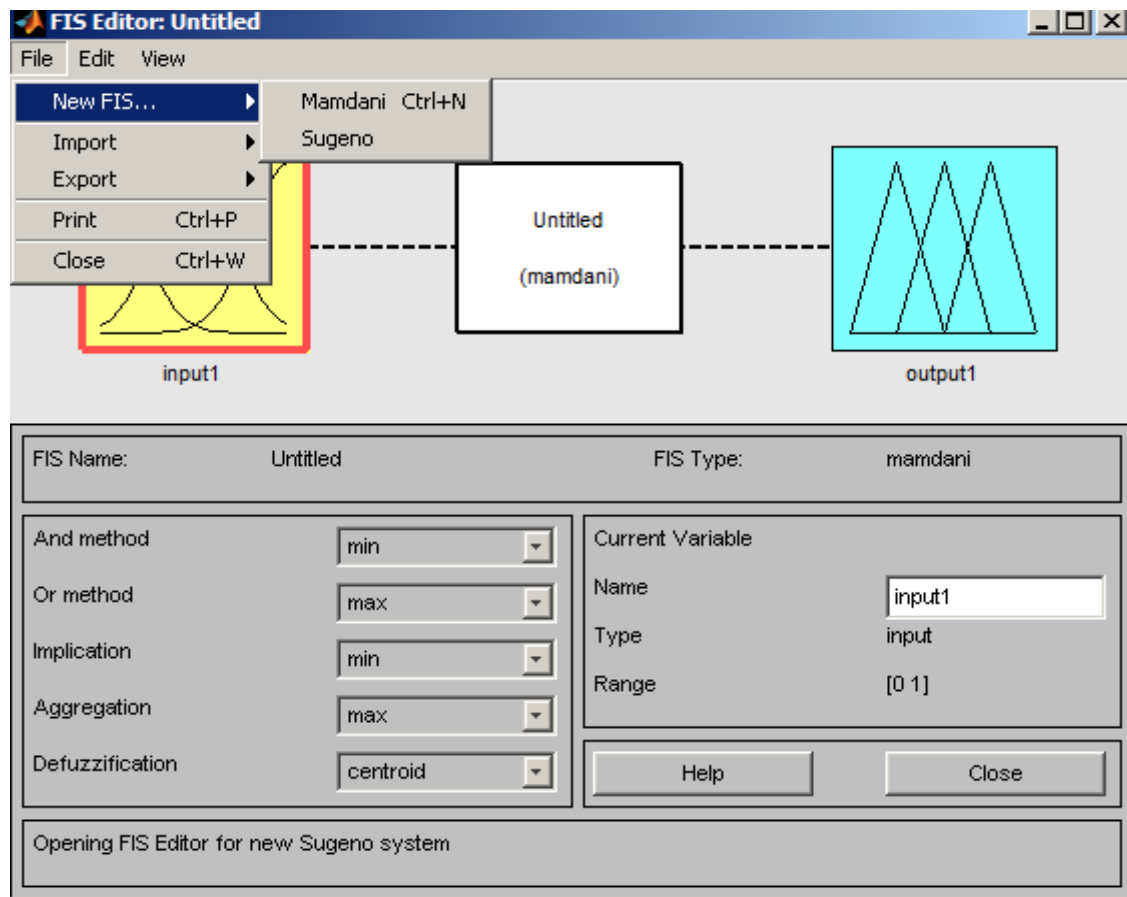 FIS Editor: Untitled
File Edit View
New FIS...
Mamdani Ctrl+N
Sugeno
Import
Export
Print Ctrl+P
Close Ctrl+W
Untitled
(mamdani)
input1
output1
FIS Name: Untitled FIS Type: mamdani
And method min
Or method max
Implication min
Aggregation max
Defuzzification centroid
Current Variable
Name input1
Type input
Range [0 1]
Help Close
Opening FIS Editor for new Sugeno system